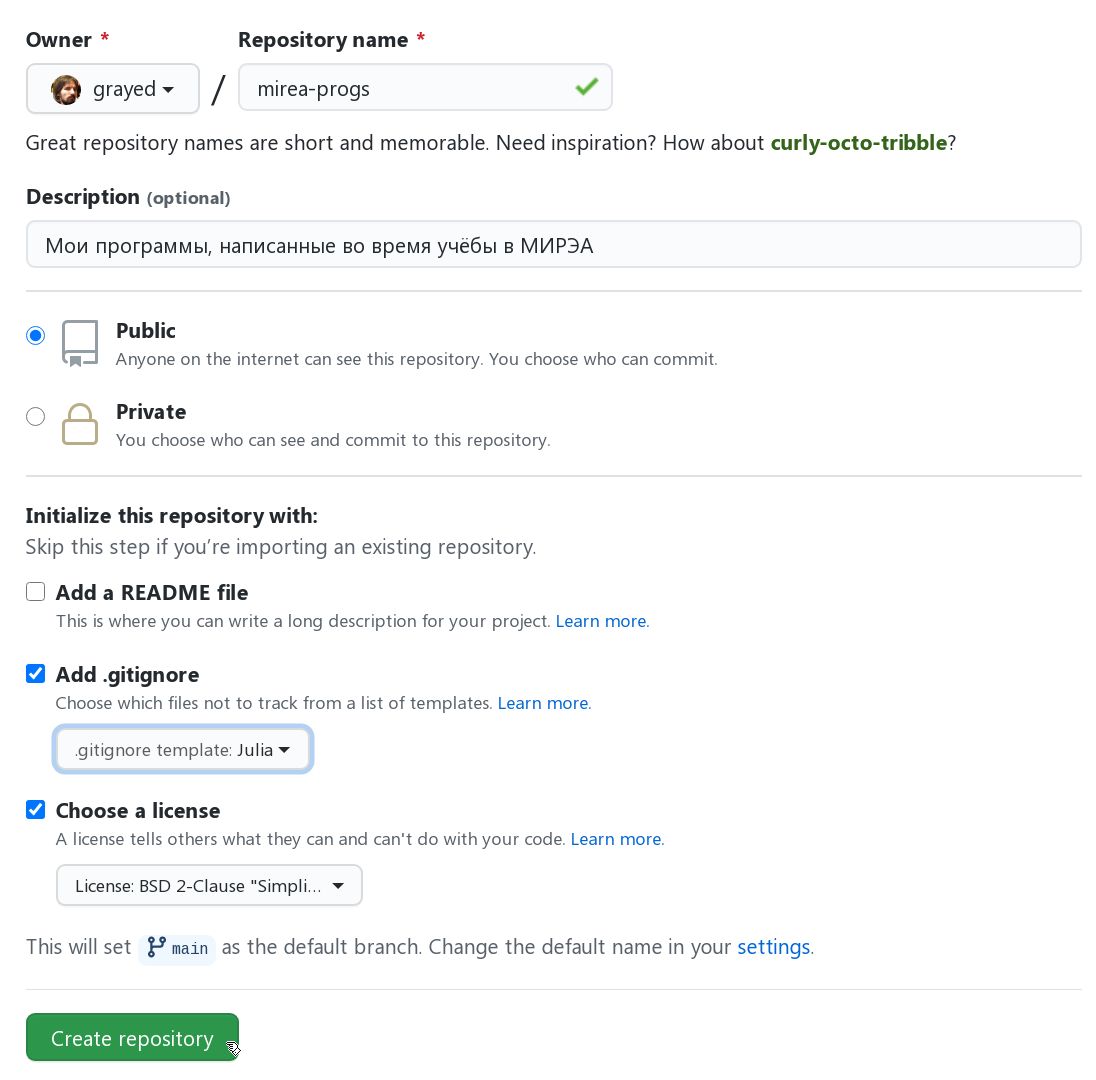 Owner * Repository name *
grayed / mirea-progs
Great repository names are short and memorable. Need inspiration? How about curly-octo-tribble?
Description (optional)
Мои программы, написанные во время учёбы в МИРЭА
Public
Anyone on the internet can see this repository. You choose who can commit.
Private
You choose who can see and commit to this repository.
Initialize this repository with:
Skip this step if you’re importing an existing repository.
Add a README file
This is where you can write a long description for your project. Learn more.
Add .gitignore
Choose which files not to track from a list of templates. Learn more.
.gitignore template: Julia
Choose a license
A license tells others what they can and can't do with your code. Learn more.
License: BSD 2-Clause "Simpli...
This will set main as the default branch. Change the default name in your settings.
Create repository